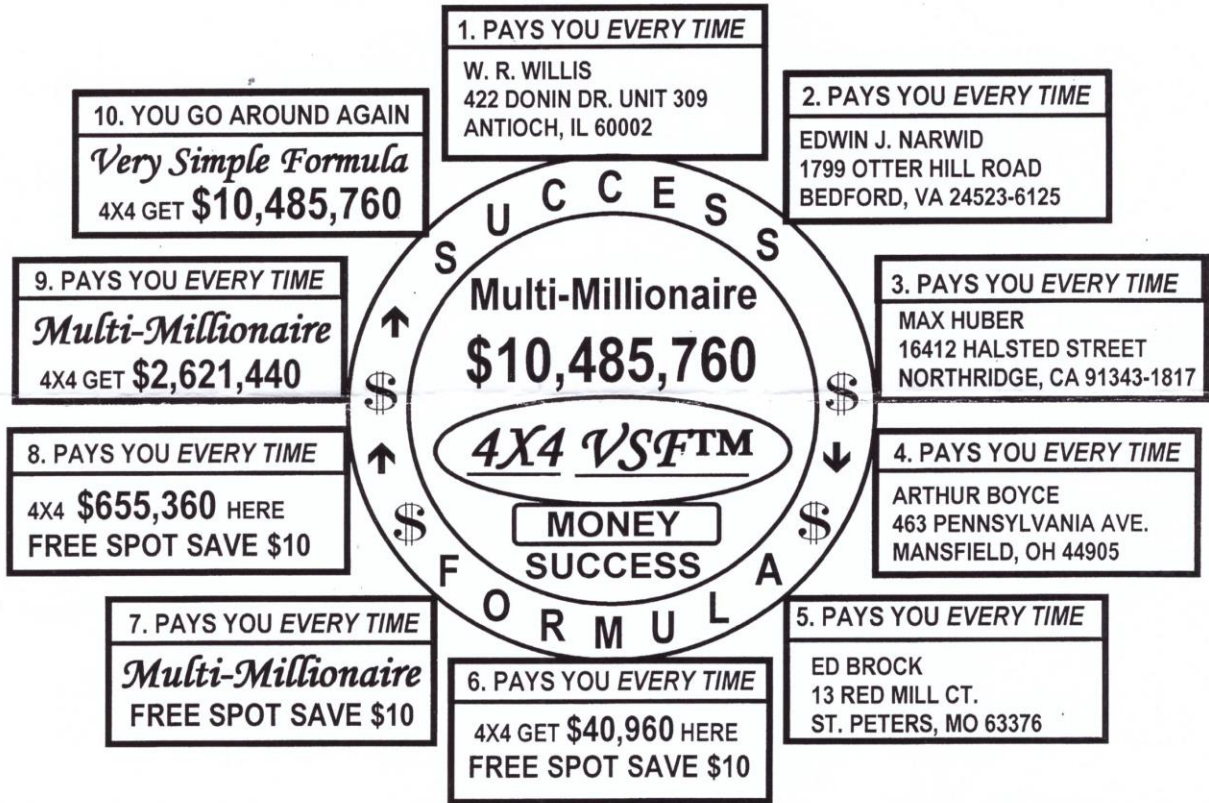 1. PAYS YOU EVERY TIME
W. R. WILLIS
422 DONIN DR. UNIT 309
ANTIOCH, IL 60002
2. PAYS YOU EVERY TIME
EDWIN J. NARWID
1799 OTTER HILL ROAD
BEDFORD, VA 24523-6125
3. PAYS YOU EVERY TIME
MAX HUBER
16412 HALSTED STREET
NORTHRIDGE, CA 91343-1817
4. PAYS YOU EVERY TIME
ARTHUR BOYCE
463 PENNSYLVANIA AVE.
MANSFIELD, OH 44905
5. PAYS YOU EVERY TIME
ED BROCK
13 RED MILL CT.
ST. PETERS, MO 63376
6. PAYS YOU EVERY TIME
4X4 GET $40,960 HERE
FREE SPOT SAVE $10
7. PAYS YOU EVERY TIME
Multi-Millionaire
FREE SPOT SAVE $10
8. PAYS YOU EVERY TIME
4X4 $655,360 HERE
FREE SPOT SAVE $10
9. PAYS YOU EVERY TIME
Multi-Millionaire
4X4 GET $2,621,440
10. YOU GO AROUND AGAIN
Very Simple Formula
4X4 GET $10,485,760
SUCCESS
$ ↓ $
FORMULA
$ ↑ $ ↑
Multi-Millionaire
$10,485,760
4X4 VSF™
MONEY
SUCCESS